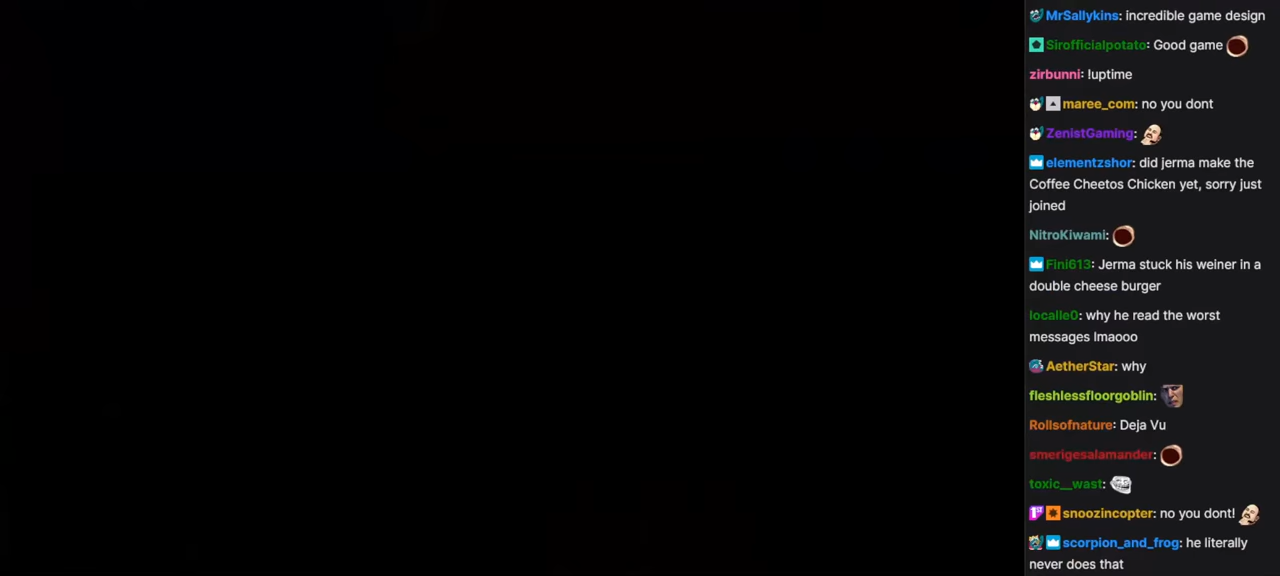 MrSallykins: incredible game design
Sirofficialpotato: Good game
zirbunni: !uptime
maree_com: no you dont
ZenistGaming:
elementzshor: did jerma make the
Coffee Cheetos Chicken yet, sorry just
joined
NitroKiwami:
Fini613: Jerma stuck his weiner in a
double cheese burger
localle0: why he read the worst
messages lmaooo
AetherStar: why
fleshlessfloorgoblin:
Rollsofnature: Deja Vu
smerigesalamander:
toxic__wast:
snoozincopter: no you dont!
scorpion_and_frog: he literally
never does that